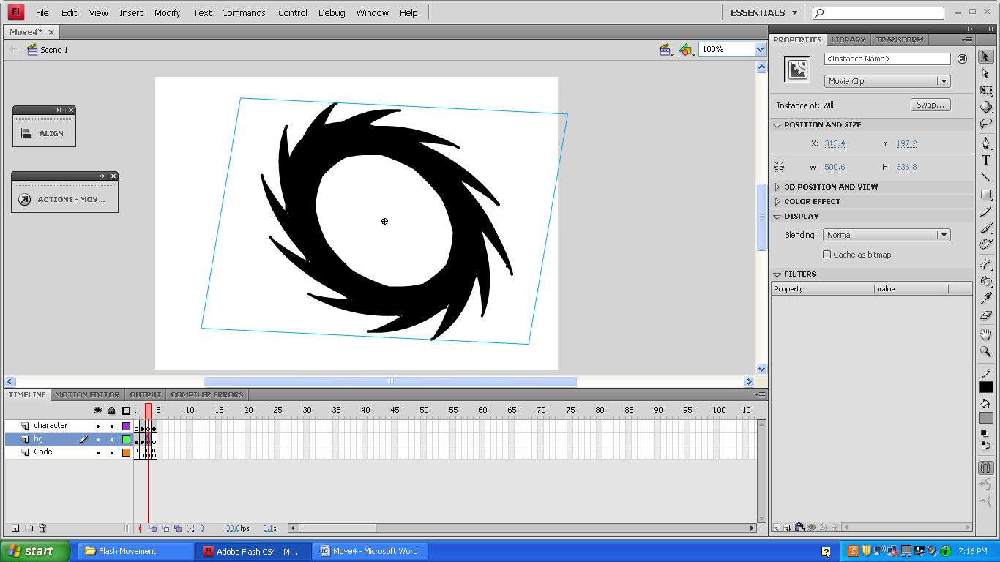 Fl File Edit View Insert Modify Text Commands Control Debug Window Help ESSENTIALS
Move4*
Scene 1 100%
ALIGN
ACTIONS - MOV...
PROPERTIES LIBRARY TRANSFORM
<Instance Name>
Movie Clip
Instance of: will Swap...
POSITION AND SIZE
X: 313.4 Y: 197.2
W: 500.6 H: 336.8
3D POSITION AND VIEW
COLOR EFFECT
DISPLAY
Blending: Normal
Cache as bitmap
FILTERS
Property Value
TIMELINE MOTION EDITOR OUTPUT COMPILER ERRORS
1 5 10 15 20 25 30 35 40 45 50 55 60 65 70 75 80 85 90 95 100 10
character
bg
Code
3 30.0fps 0.1s
start Flash Movement Fl Adobe Flash CS4 - M... Move4 - Microsoft Word 7:16 PM